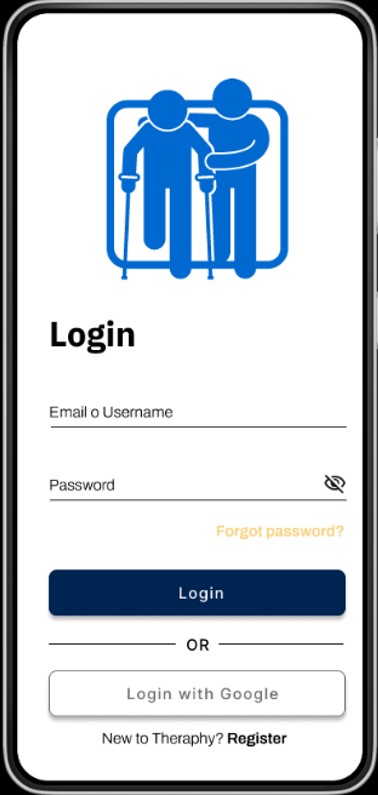 Login
Email o Username
Password
Forgot password?
Login
OR
Login with Google
New to Theraphy? Register